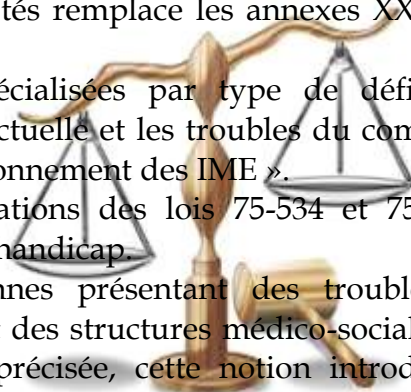 tés remplace les annexes XX
écialisées par type de défi
ctuelle et les troubles du com
onnement des IME ».
ations des lois 75-534 et 75
handicap.
nnes présentant des trouble
r des structures médico-social
précisée, cette notion introd